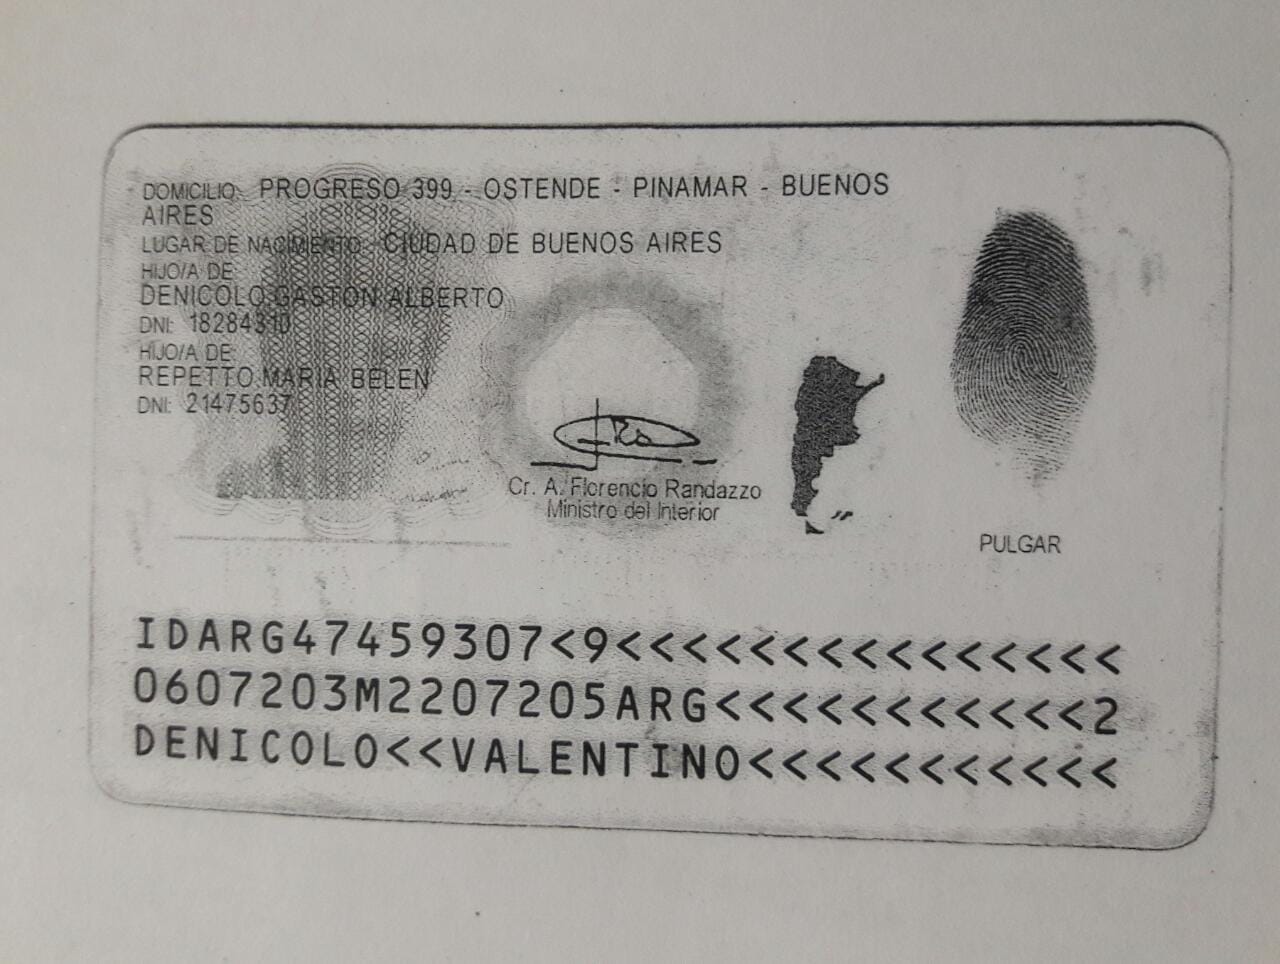 DOMICILIO: PROGRESO 399 - OSTENDE - PINAMAR - BUENOS
AIRES
LUGAR DE NACIMIENTO: CIUDAD DE BUENOS AIRES
HIJO/A DE:
DENICOLO GASTON ALBERTO
DNI: 18284310
HIJO/A DE:
REPETTO MARIA BELEN
DNI: 21475637
Cr. A. Florencio Randazzo
Ministro del Interior
PULGAR
IDARG47459307<9<<<<<<<<<<<<<<<
0607203M2207205ARG<<<<<<<<<<<2
DENICOLO<<VALENTINO<<<<<<<<<<<